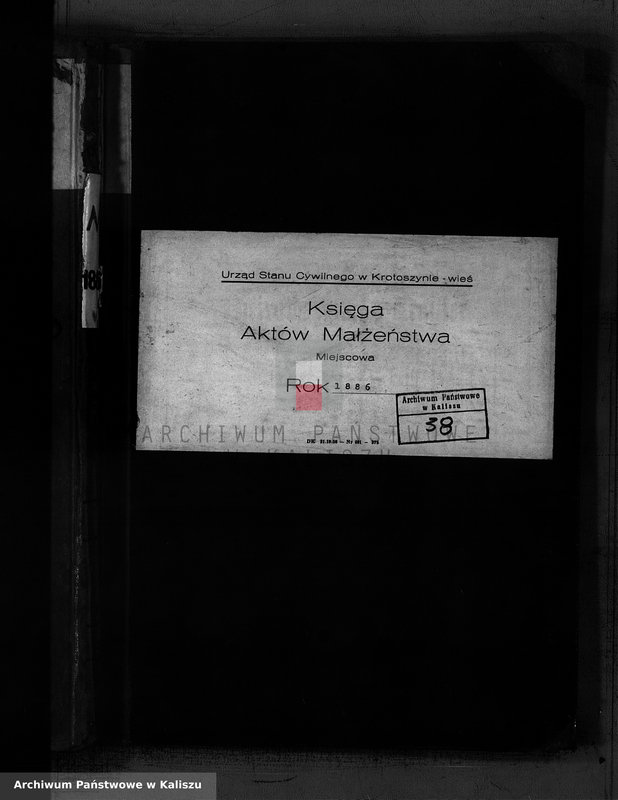 Urząd Stanu Cywilnego w Krotoszynie - wieś
Księga
Aktów Małżeństwa
Miejscowa
Rok 1886
Archiwum Państwowe
w Kaliszu
38
ARCHIWUM PAŃSTWOWE
W KALISZU
Archiwum Państwowe w Kaliszu